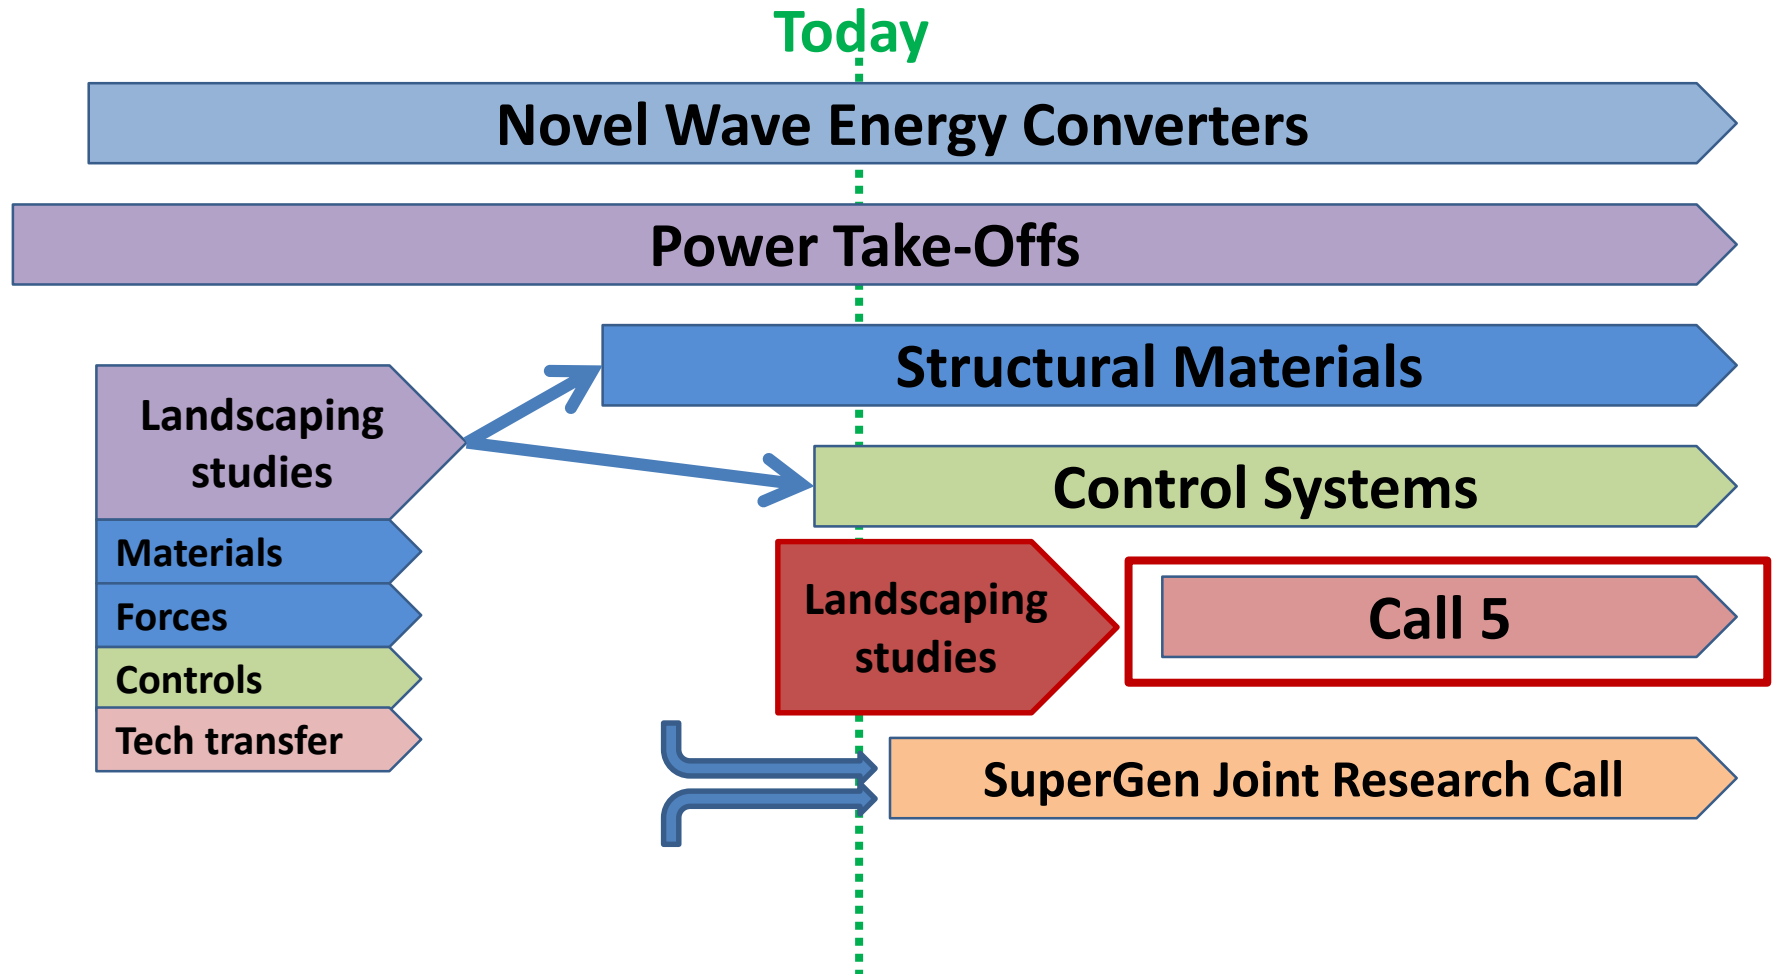 Today
Novel Wave Energy Converters
Power Take-Offs
Structural Materials
Landscaping
studies
Control Systems
Materials
Forces
Controls
Tech transfer
Landscaping
studies
Call 5
SuperGen Joint Research Call